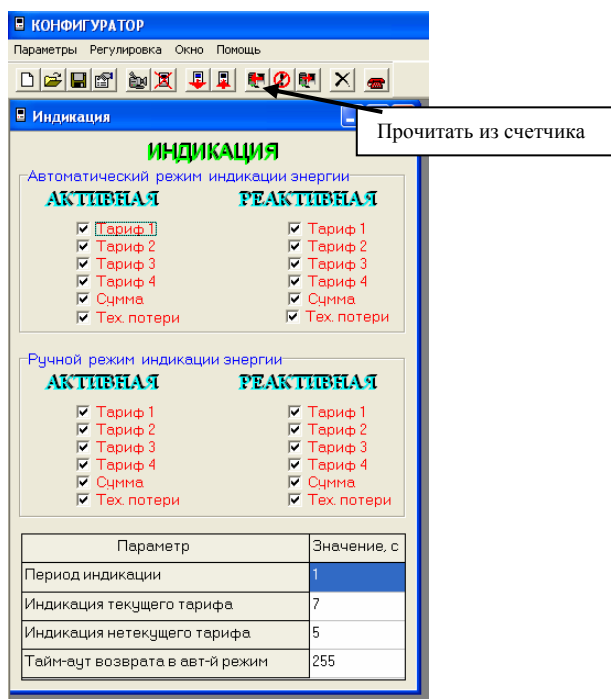 КОНФИГУРАТОР
Параметры Регулировка Окно Помощь
Индикация
Прочитать из счетчика
ИНДИКАЦИЯ
Автоматический режим индикации энергии
АКТИВНАЯ РЕАКТИВНАЯ
Тариф 1 Тариф 1
Тариф 2 Тариф 2
Тариф 3 Тариф 3
Тариф 4 Тариф 4
Сумма Сумма
Тех. потери Тех. потери
Ручной режим индикации энергии
АКТИВНАЯ РЕАКТИВНАЯ
Тариф 1 Тариф 1
Тариф 2 Тариф 2
Тариф 3 Тариф 3
Тариф 4 Тариф 4
Сумма Сумма
Тех. потери Тех. потери
Параметр Значение, с
Период индикации 1
Индикация текущего тарифа 7
Индикация нетекущего тарифа 5
Тайм-аут возврата в авт-й режим 255